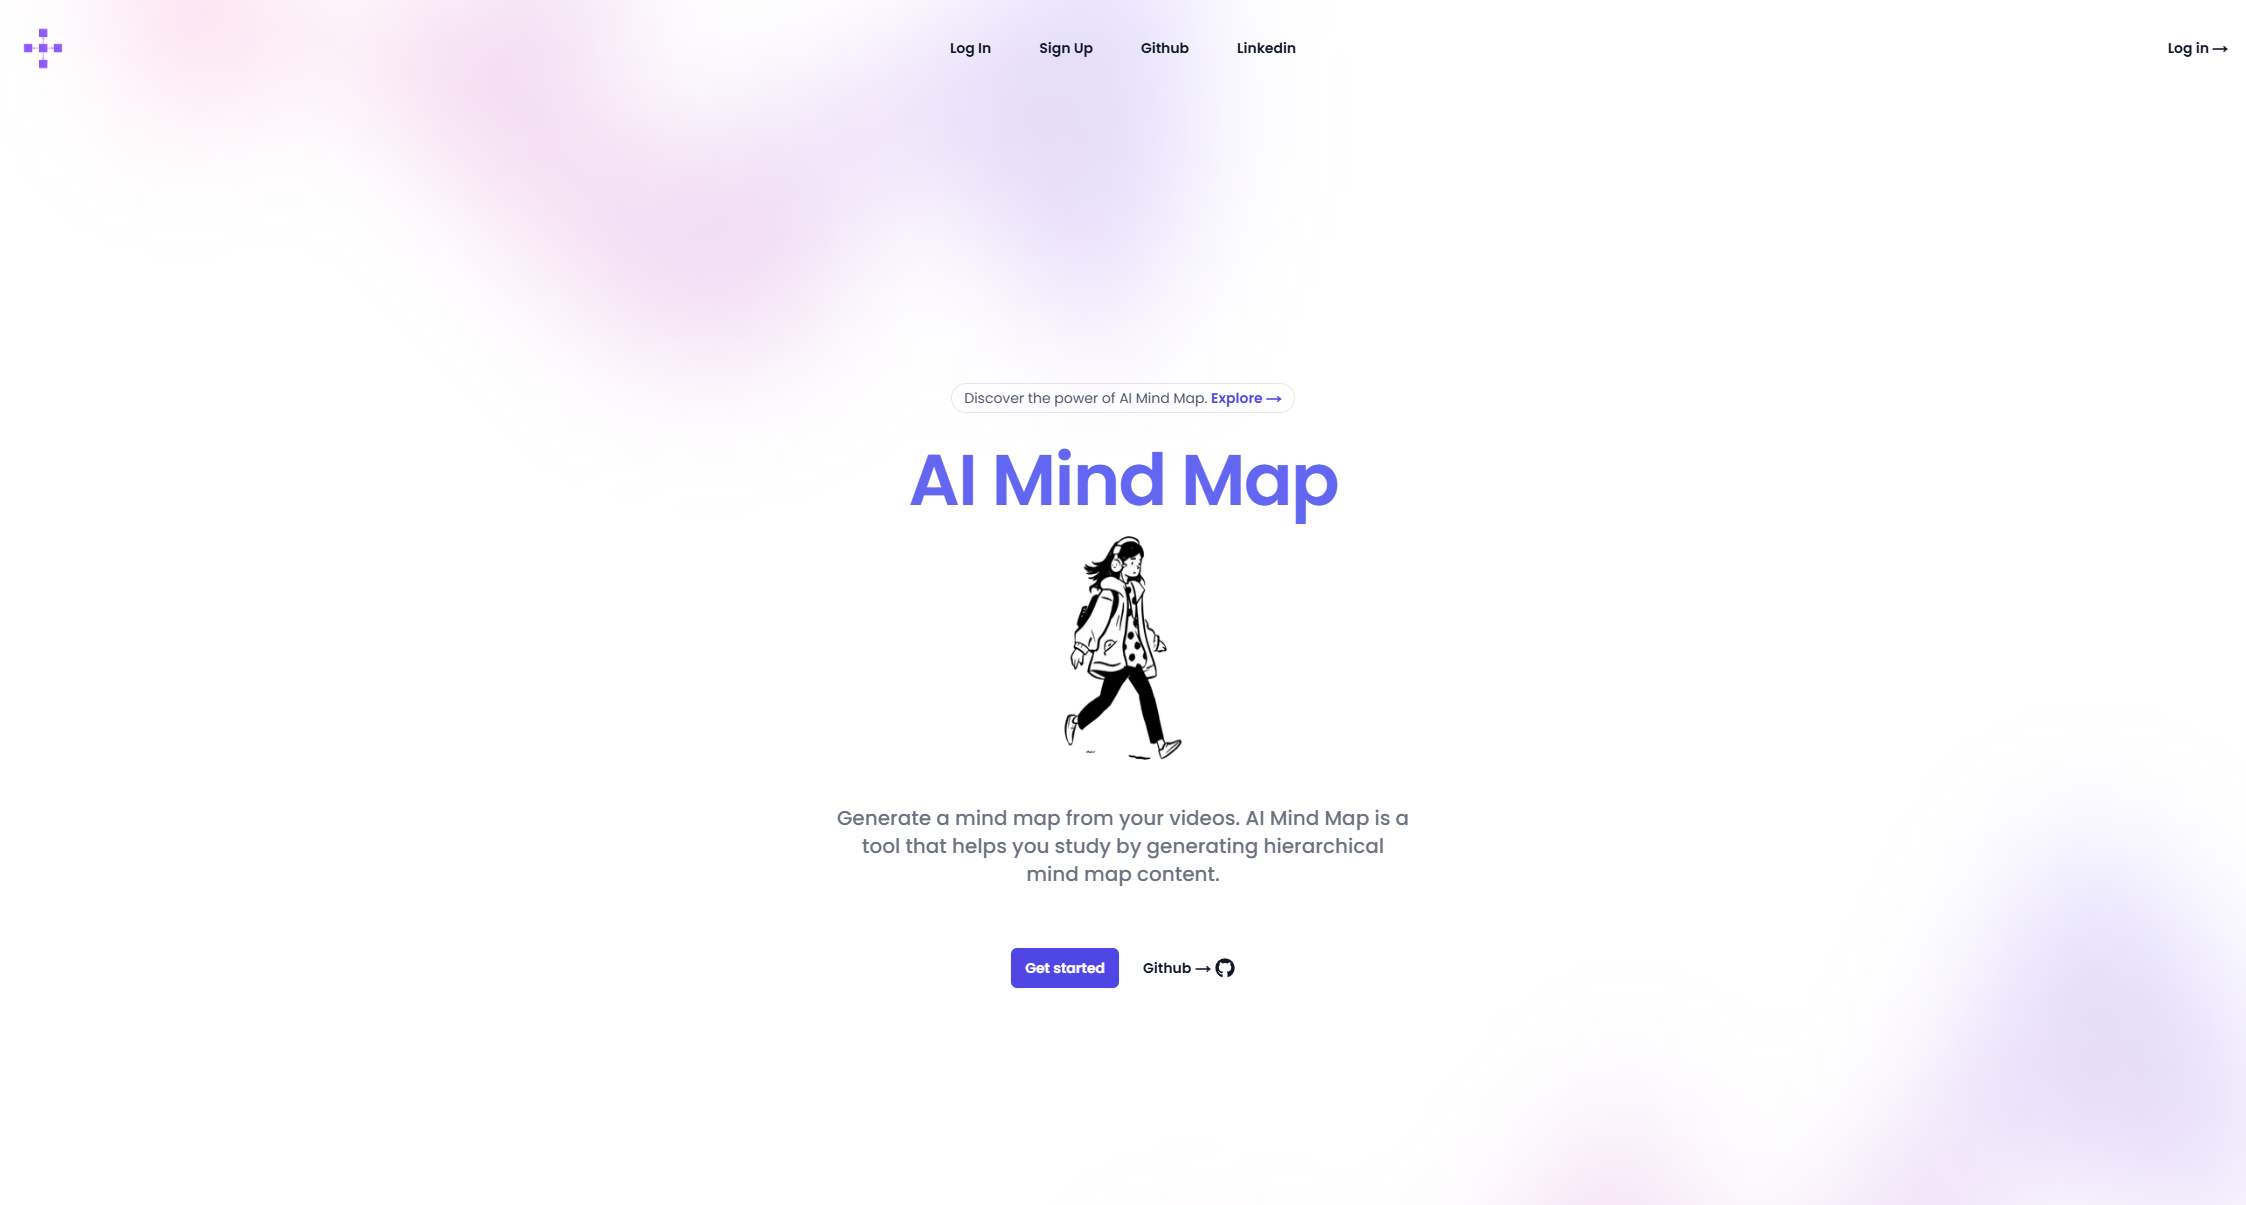 Log In
Sign Up
Github
Linkedin
Log in →
Discover the power of AI Mind Map. Explore →
AI Mind Map
Generate a mind map from your videos. AI Mind Map is a
tool that helps you study by generating hierarchical
mind map content.
Get started
Github →